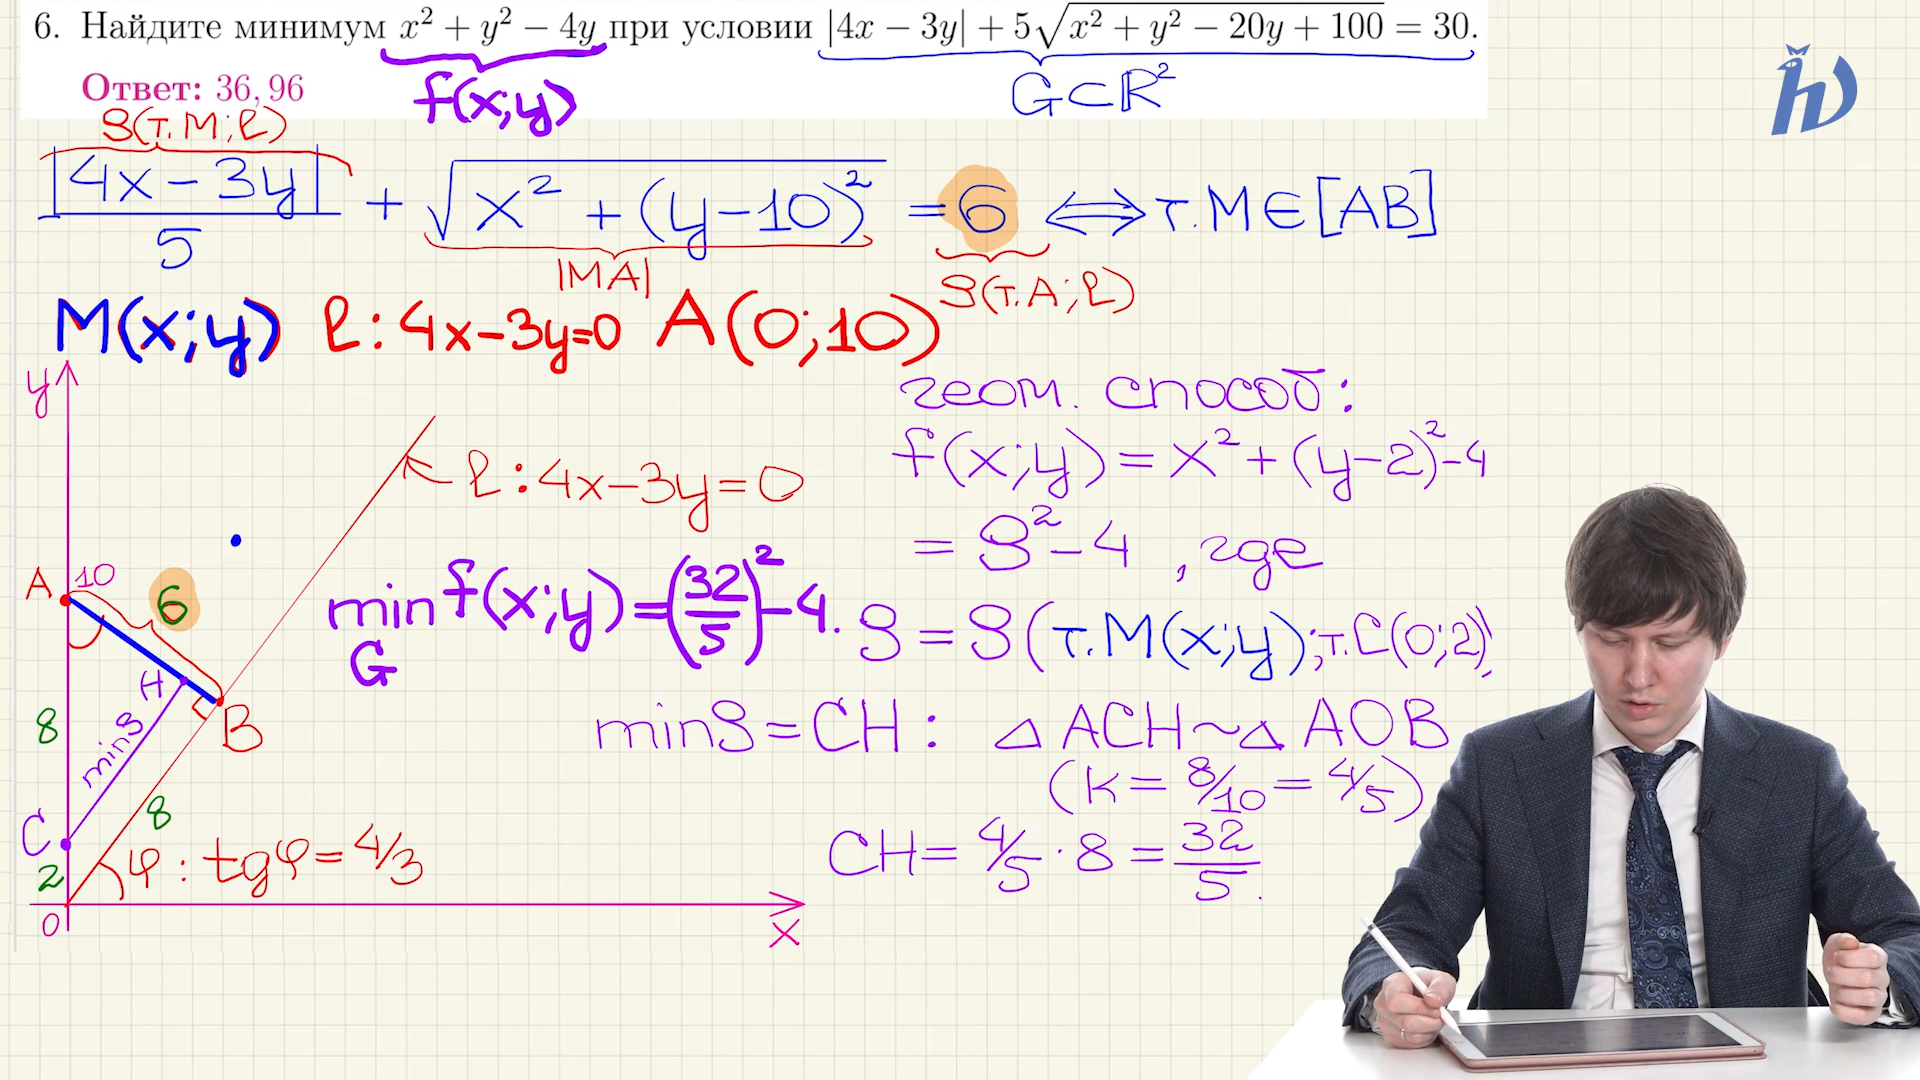 6. Найдите минимум x² + y² − 4y при условии |4x − 3y| + 5√(x² + y² − 20y + 100) = 30.
f(x;y)
G⊂ℝ²
Ответ: 36, 96
ρ(т.M;ℓ)
|4x−3y|/5 + √(x² + (y−10)²) = 6 ⟺ т.M∈[AB]
|MA|
ρ(т.A;ℓ)
M(x;y) ℓ: 4x−3y=0 A(0;10)
геом. способ:
f(x;y) = x² + (y−2)² − 4
= ρ² − 4, где
ρ = ρ(т.M(x;y);т.C(0;2))
min ρ = CH: △ACH ~ △AOB
(k = 8/10 = 4/5)
CH = 4/5 · 8 = 32/5.
y
ℓ: 4x−3y=0
A
10
6
min f(x;y) = (32/5)² − 4.
G
H
B
8
min ρ
8
C
2
φ: tgφ = 4/3
0
x